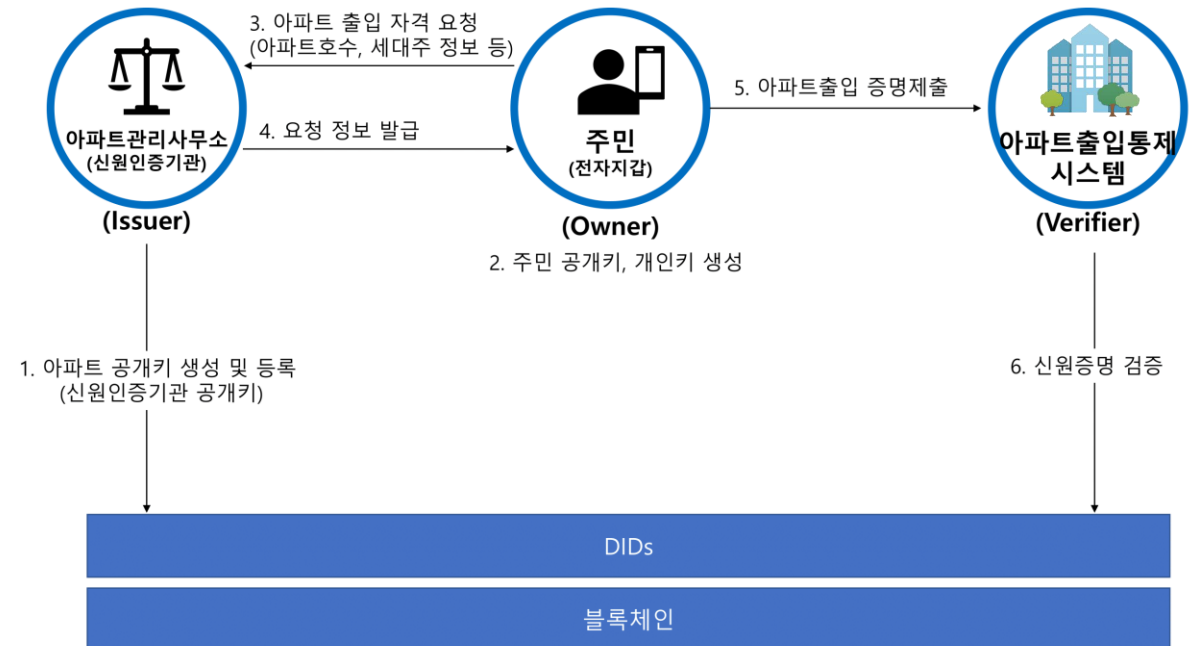 3. 아파트 출입 자격 요청
(아파트호수, 세대주 정보 등)
4. 요청 정보 발급
5. 아파트출입 증명제출
아파트관리사무소
(신원인증기관)
(Issuer)
주민
(전자지갑)
(Owner)
2. 주민 공개키, 개인키 생성
아파트출입통제
시스템
(Verifier)
1. 아파트 공개키 생성 및 등록
(신원인증기관 공개키)
6. 신원증명 검증
DIDs
블록체인